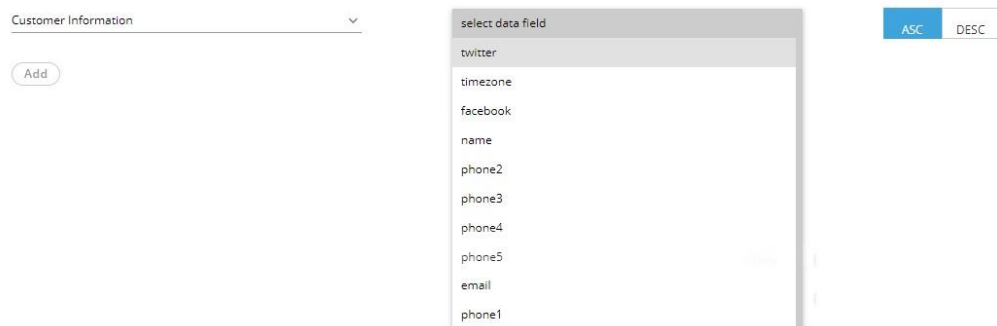 Customer Information
Add
select data field
twitter
timezone
facebook
name
phone2
phone3
phone4
phone5
email
phone1
ASC
DESC